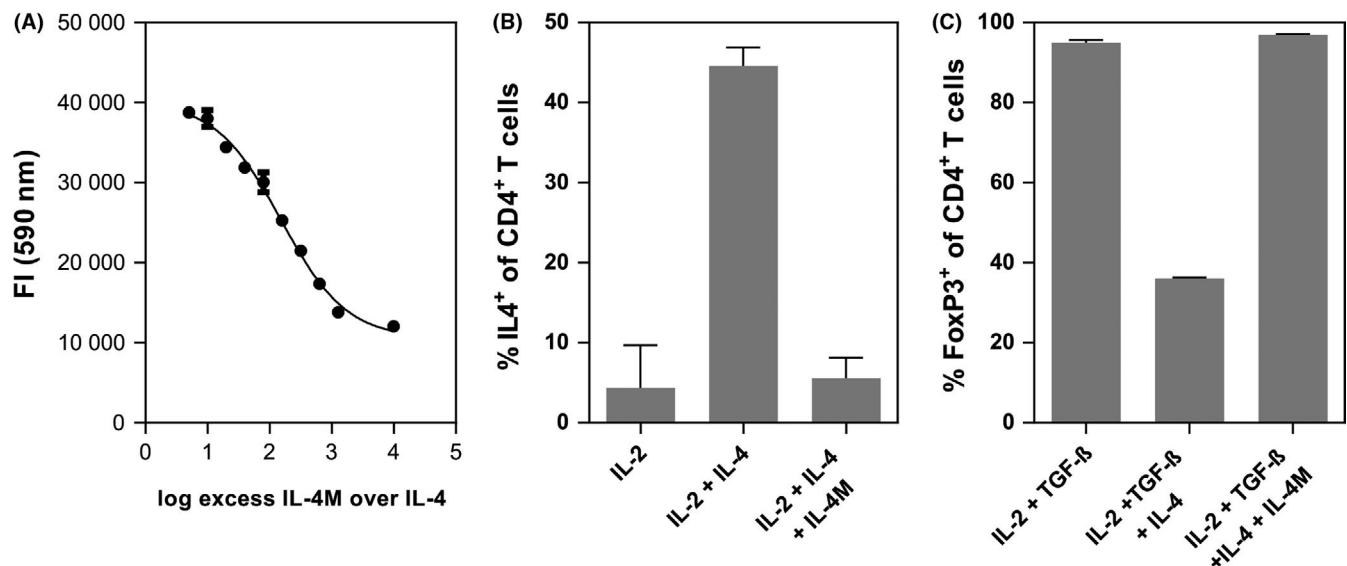 (A)
50 000
40 000
30 000
20 000
10 000
0
FI (590 nm)
0 1 2 3 4 5
log excess IL-4M over IL-4
(B)
50
40
30
20
10
0
% IL4⁺ of CD4⁺ T cells
IL-2
IL-2 + IL-4
IL-2 + IL-4
+ IL-4M
(C)
100
80
60
40
20
0
% FoxP3⁺ of CD4⁺ T cells
IL-2 + TGF-ß
IL-2 +TGF-ß
+ IL-4
IL-2 + TGF-ß
+IL-4 + IL-4M